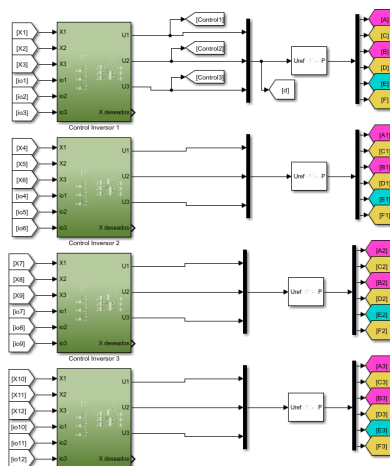 [X1] X1 U1 [Control1] [A]
[X2] X2 [C]
[X3] X3 U2 [Control2] Uref P [B]
[io1] io1 [D]
[io2] io2 U3 [Control3] [E]
[io3] io3 X deseados [d] [F]
Control Inversor 1
[X4] X1 U1 [A1]
[X5] X2 [C1]
[X6] X3 U2 Uref P [B1]
[io4] io1 [D1]
[io5] io2 U3 [E1]
[io6] io3 X deseados [F1]
Control Inversor 2
[X7] X1 U1 [A2]
[X8] X2 [C2]
[X9] X3 U2 Uref P [B2]
[io7] io1 [D2]
[io8] io2 U3 [E2]
[io9] io3 X deseados [F2]
Control Inversor 3
[X10] X1 U1 [A3]
[X11] X2 [C3]
[X12] X3 U2 Uref P [B3]
[io10] io1 [D3]
[io11] io2 U3 [E3]
[io12] io3 X deseados [F3]